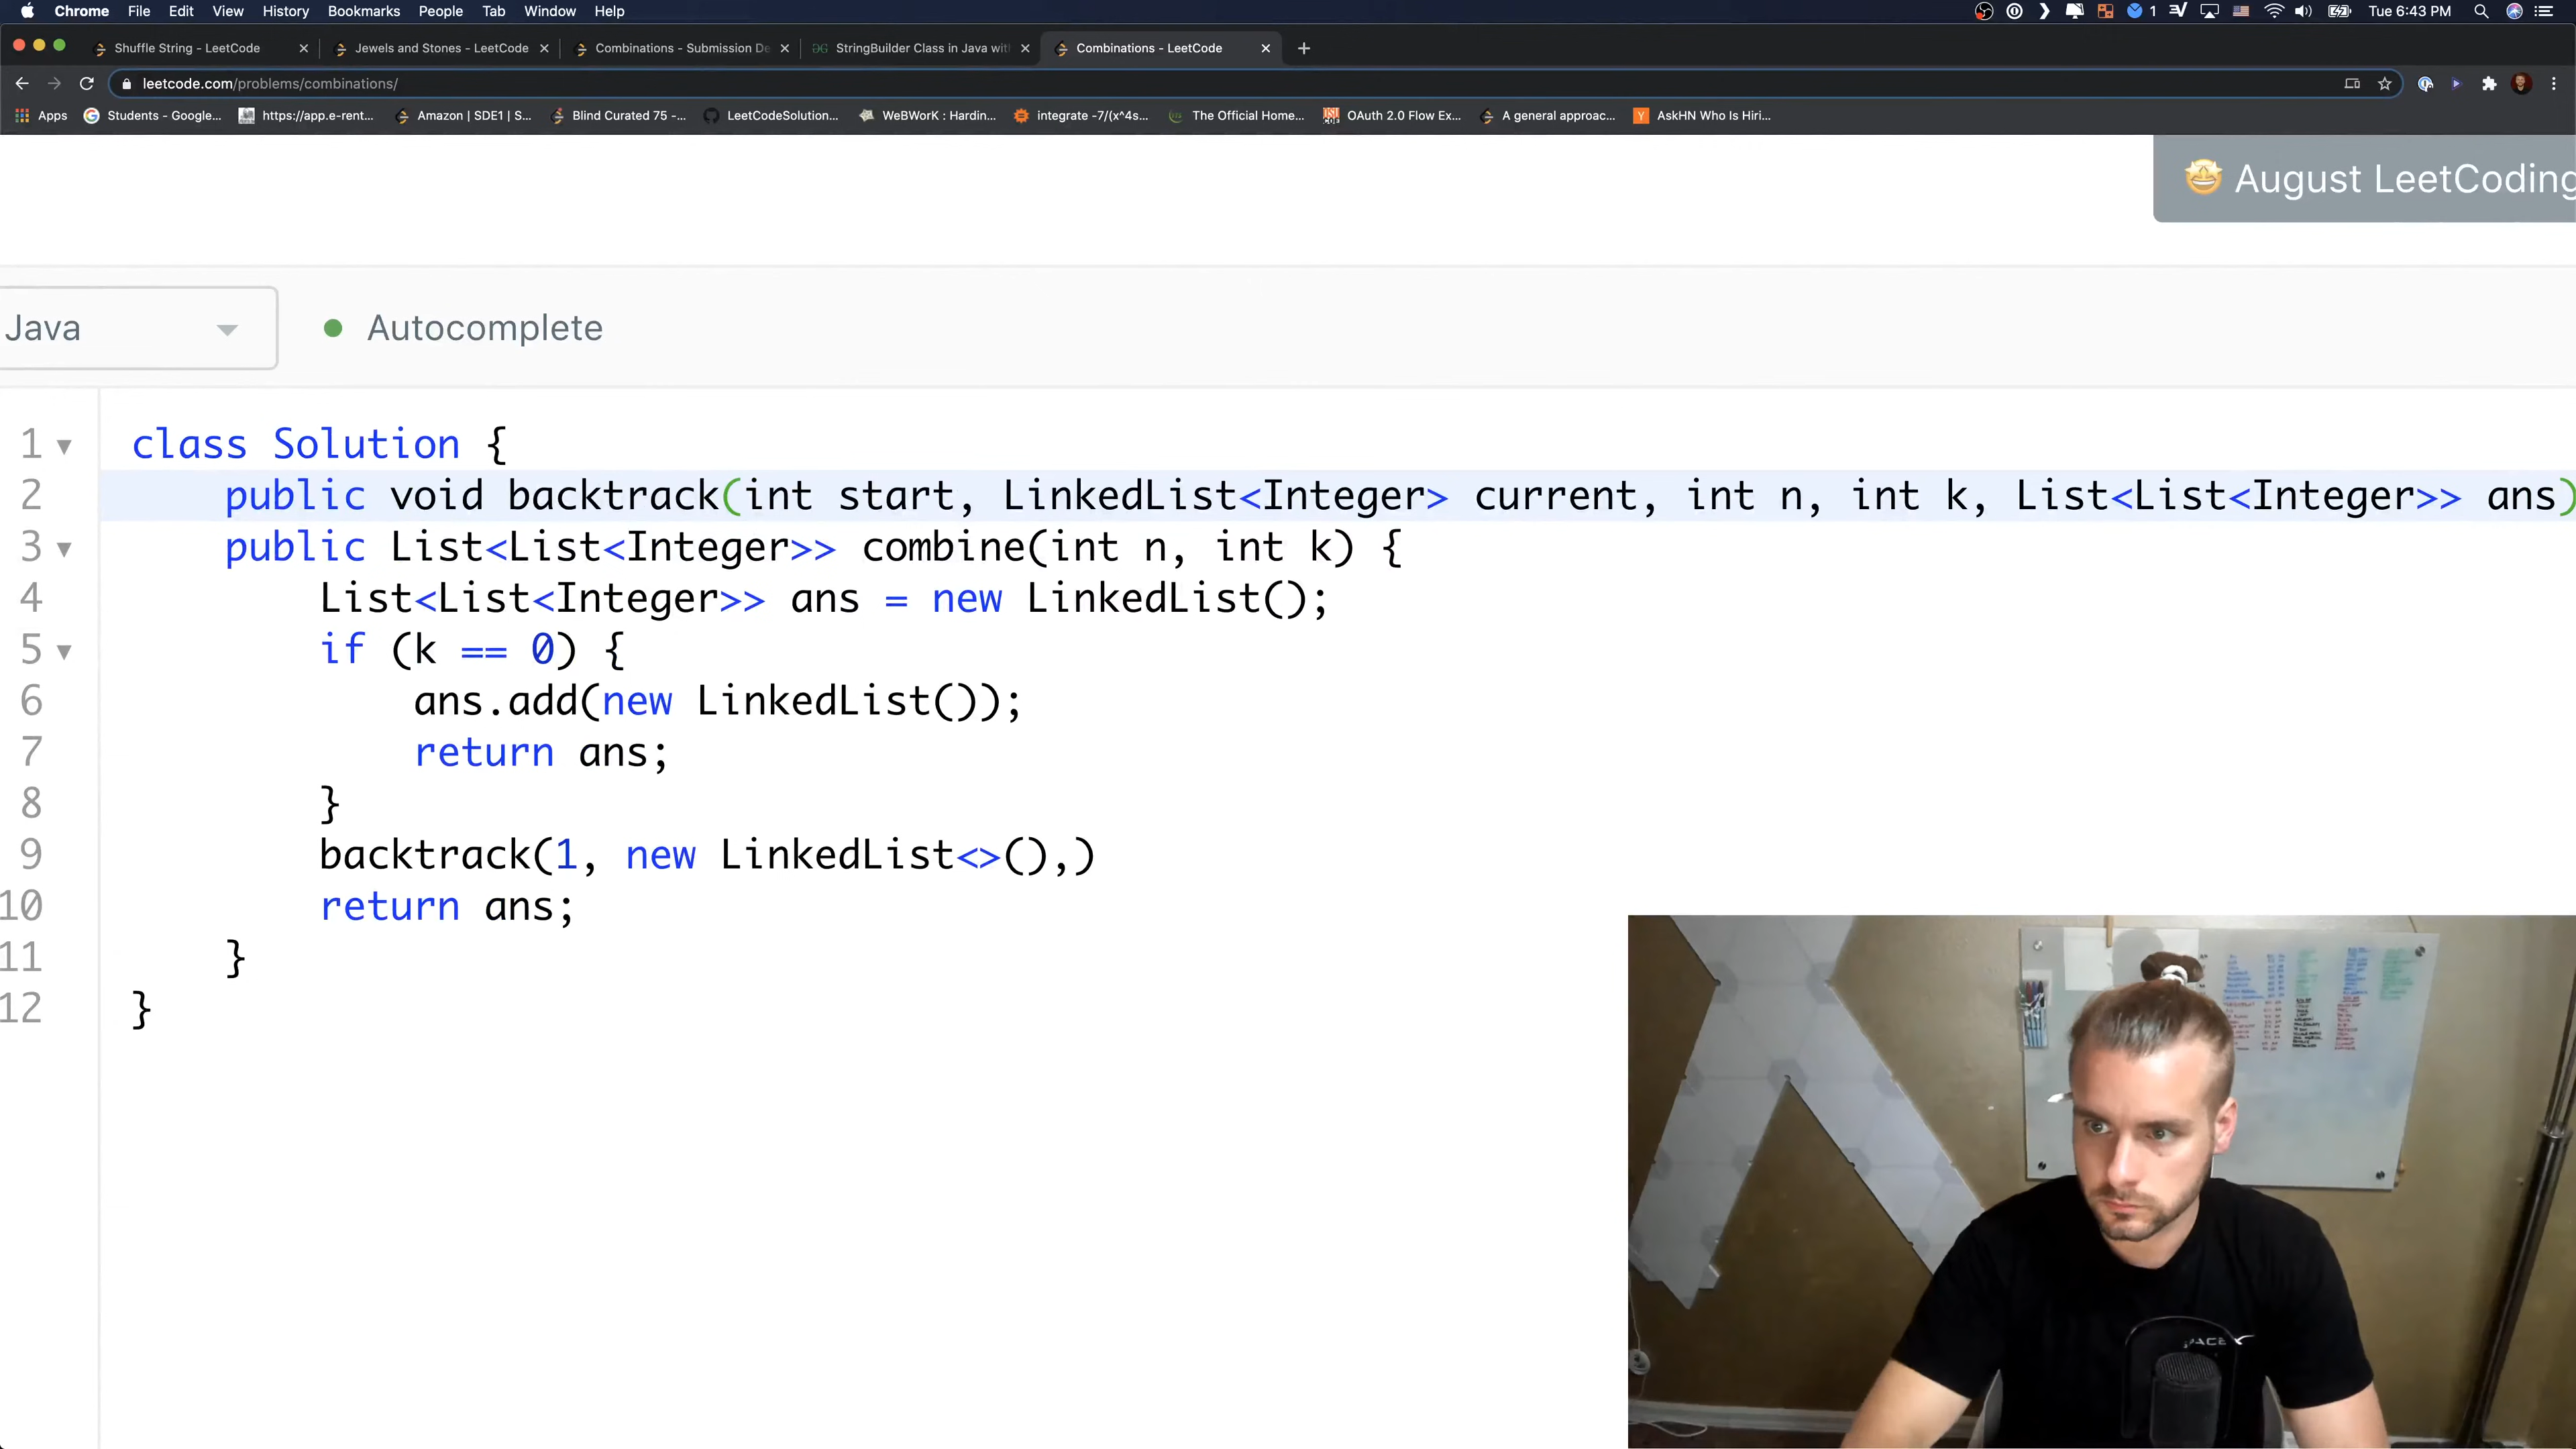 Chrome File Edit View History Bookmarks People Tab Window Help 1 Tue 6:43 PM
Shuffle String - LeetCode Jewels and Stones - LeetCode Combinations - Submission De StringBuilder Class in Java wit Combinations - LeetCode
leetcode.com/problems/combinations/
Apps Students - Google... https://app.e-rent... Amazon | SDE1 | S... Blind Curated 75 -... LeetCodeSolution... WeBWorK : Hardin... integrate -7/(x^4s... The Official Home... OAuth 2.0 Flow Ex... A general approac... AskHN Who Is Hiri...
August LeetCoding
Java Autocomplete
1 class Solution {
2 public void backtrack(int start, LinkedList<Integer> current, int n, int k, List<List<Integer>> ans)
3 public List<List<Integer>> combine(int n, int k) {
4 List<List<Integer>> ans = new LinkedList();
5 if (k == 0) {
6 ans.add(new LinkedList());
7 return ans;
8 }
9 backtrack(1, new LinkedList<>(),)
10 return ans;
11 }
12 }